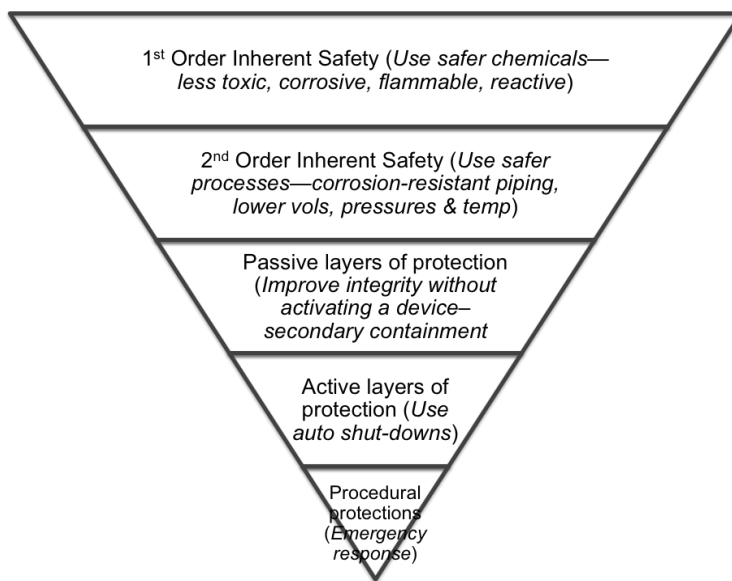 1st Order Inherent Safety (Use safer chemicals—
less toxic, corrosive, flammable, reactive)
2nd Order Inherent Safety (Use safer
processes—corrosion-resistant piping,
lower vols, pressures & temp)
Passive layers of protection
(Improve integrity without
activating a device–
secondary containment
Active layers of
protection (Use
auto shut-downs)
Procedural
protections
(Emergency
response)